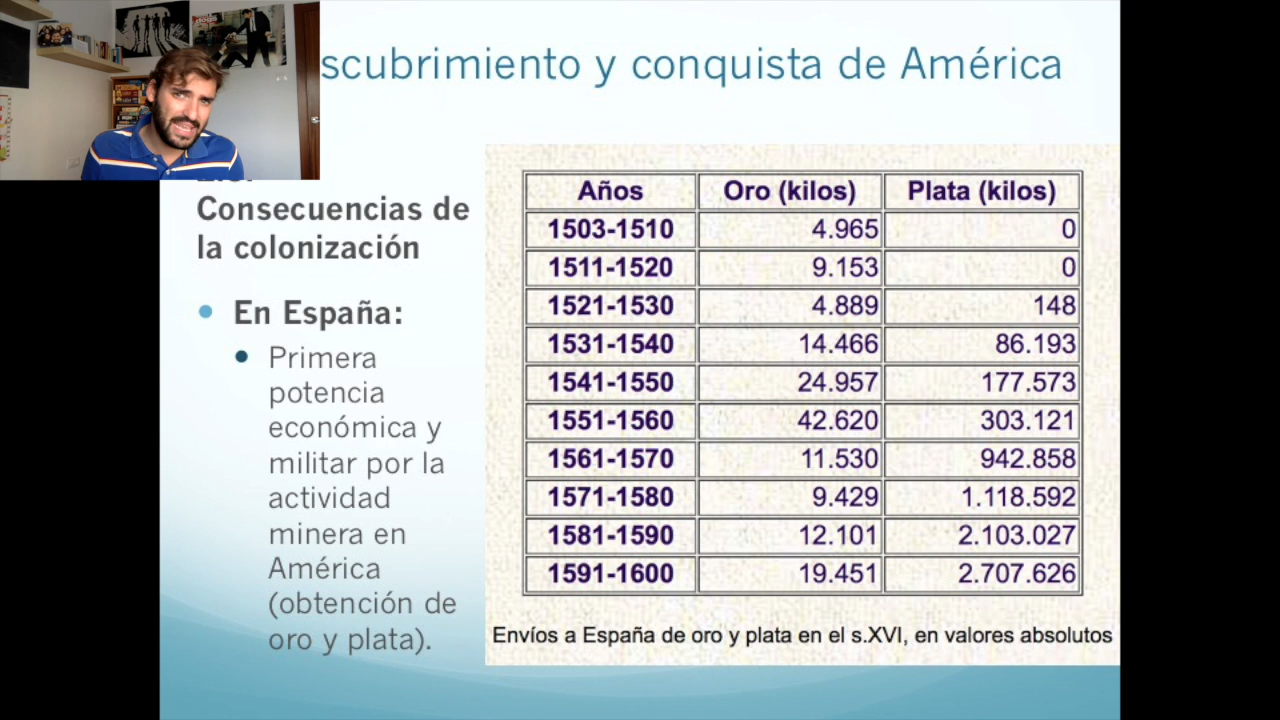 scubrimiento y conquista de América
Consecuencias de
la colonización
En España:
Primera
potencia
económica y
militar por la
actividad
minera en
América
(obtención de
oro y plata).
Años Oro (kilos) Plata (kilos)
1503-1510 4.965 0
1511-1520 9.153 0
1521-1530 4.889 148
1531-1540 14.466 86.193
1541-1550 24.957 177.573
1551-1560 42.620 303.121
1561-1570 11.530 942.858
1571-1580 9.429 1.118.592
1581-1590 12.101 2.103.027
1591-1600 19.451 2.707.626
Envíos a España de oro y plata en el s.XVI, en valores absolutos